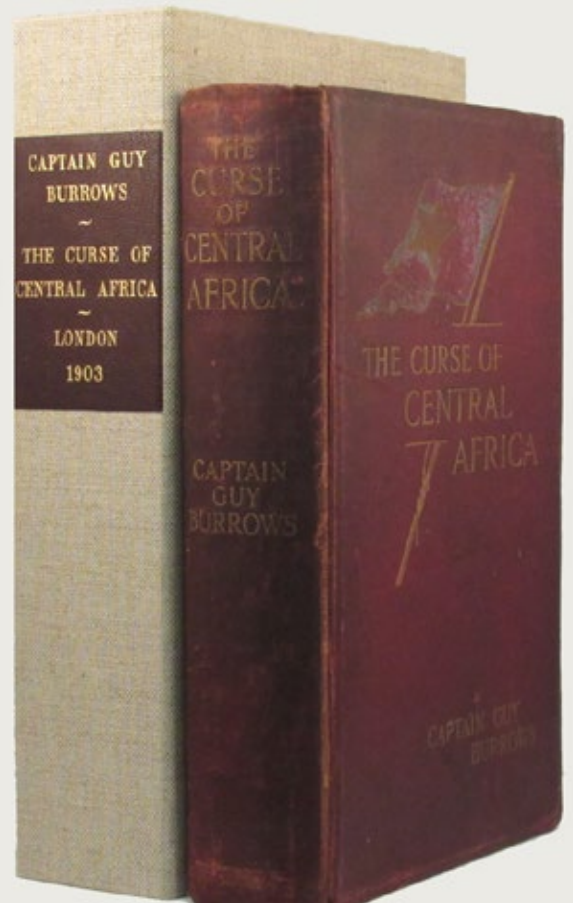 CAPTAIN GUY
BURROWS
~
THE CURSE OF
CENTRAL AFRICA
~
LONDON
1903
THE
CURSE
OF
CENTRAL
AFRICA
CAPTAIN
GUY
BURROWS
THE CURSE OF
CENTRAL
AFRICA
CAPTAIN GUY
BURROWS